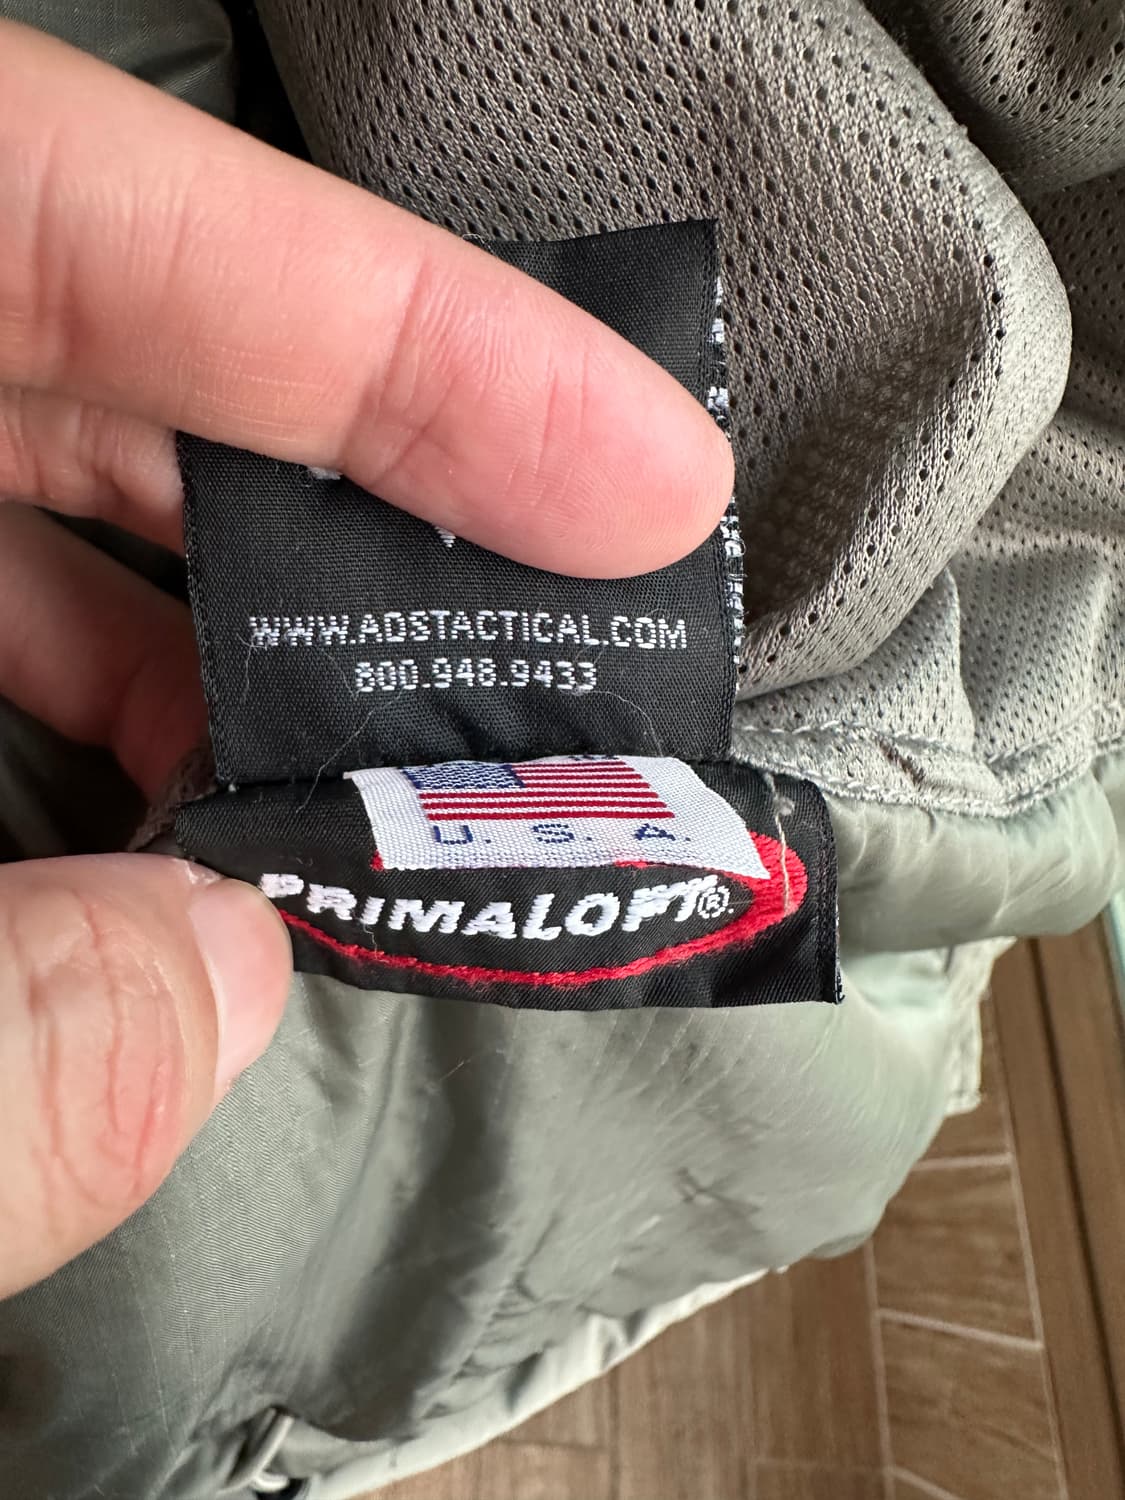 WWW.ADSTACTICAL.COM
800.948.9433
U. S. A.
PRIMALOFT®